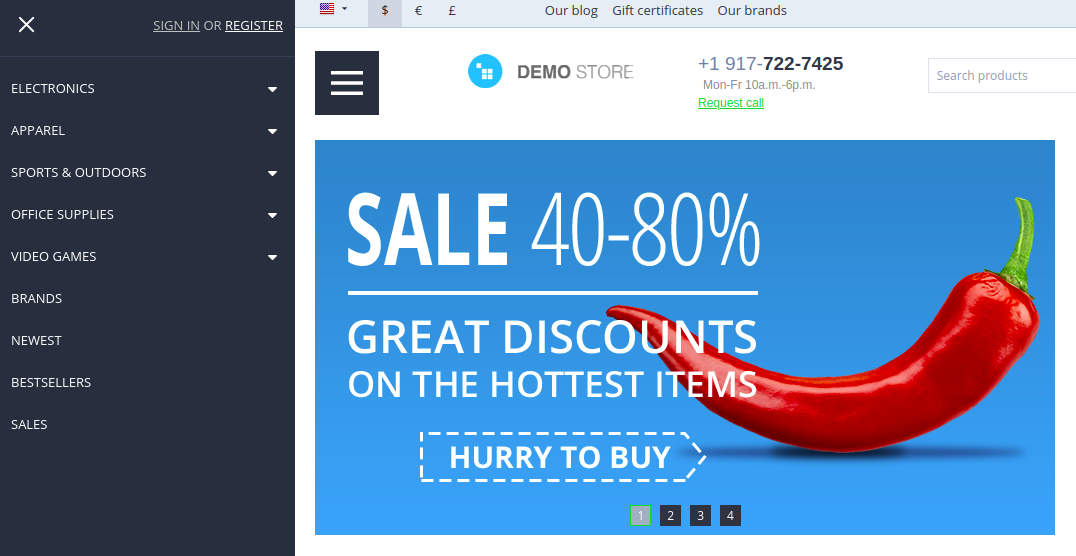 SIGN IN OR REGISTER
ELECTRONICS
APPAREL
SPORTS & OUTDOORS
OFFICE SUPPLIES
VIDEO GAMES
BRANDS
NEWEST
BESTSELLERS
SALES
$ € £ Our blog Gift certificates Our brands
DEMO STORE
+1 917-722-7425
Mon-Fr 10a.m.-6p.m.
Request call
Search products
SALE 40-80%
GREAT DISCOUNTS
ON THE HOTTEST ITEMS
HURRY TO BUY
1 2 3 4